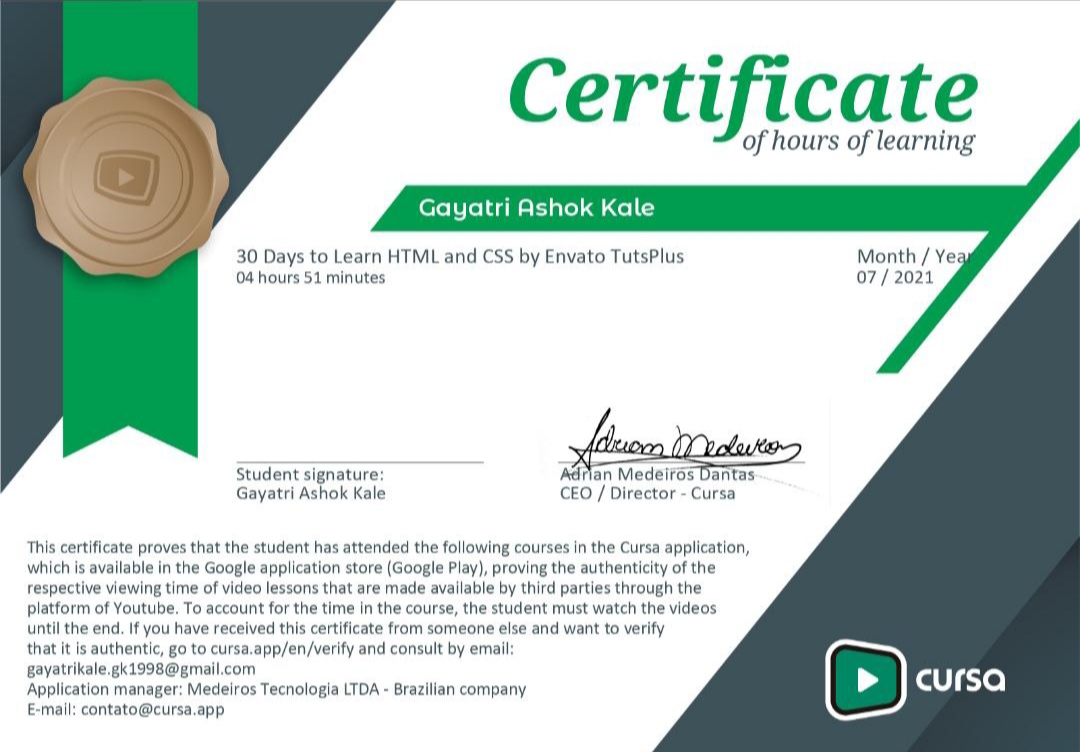 Certificate
of hours of learning
Gayatri Ashok Kale
30 Days to Learn HTML and CSS by Envato TutsPlus
04 hours 51 minutes
Month / Year
07 / 2021
Adrian Medeiros
Student signature:
Gayatri Ashok Kale
Adrian Medeiros Dantas
CEO / Director - Cursa
This certificate proves that the student has attended the following courses in the Cursa application,
which is available in the Google application store (Google Play), proving the authenticity of the
respective viewing time of video lessons that are made available by third parties through the
platform of Youtube. To account for the time in the course, the student must watch the videos
until the end. If you have received this certificate from someone else and want to verify
that it is authentic, go to cursa.app/en/verify and consult by email:
gayatrikale.gk1998@gmail.com
Application manager: Medeiros Tecnologia LTDA - Brazilian company
E-mail: contato@cursa.app
cursa